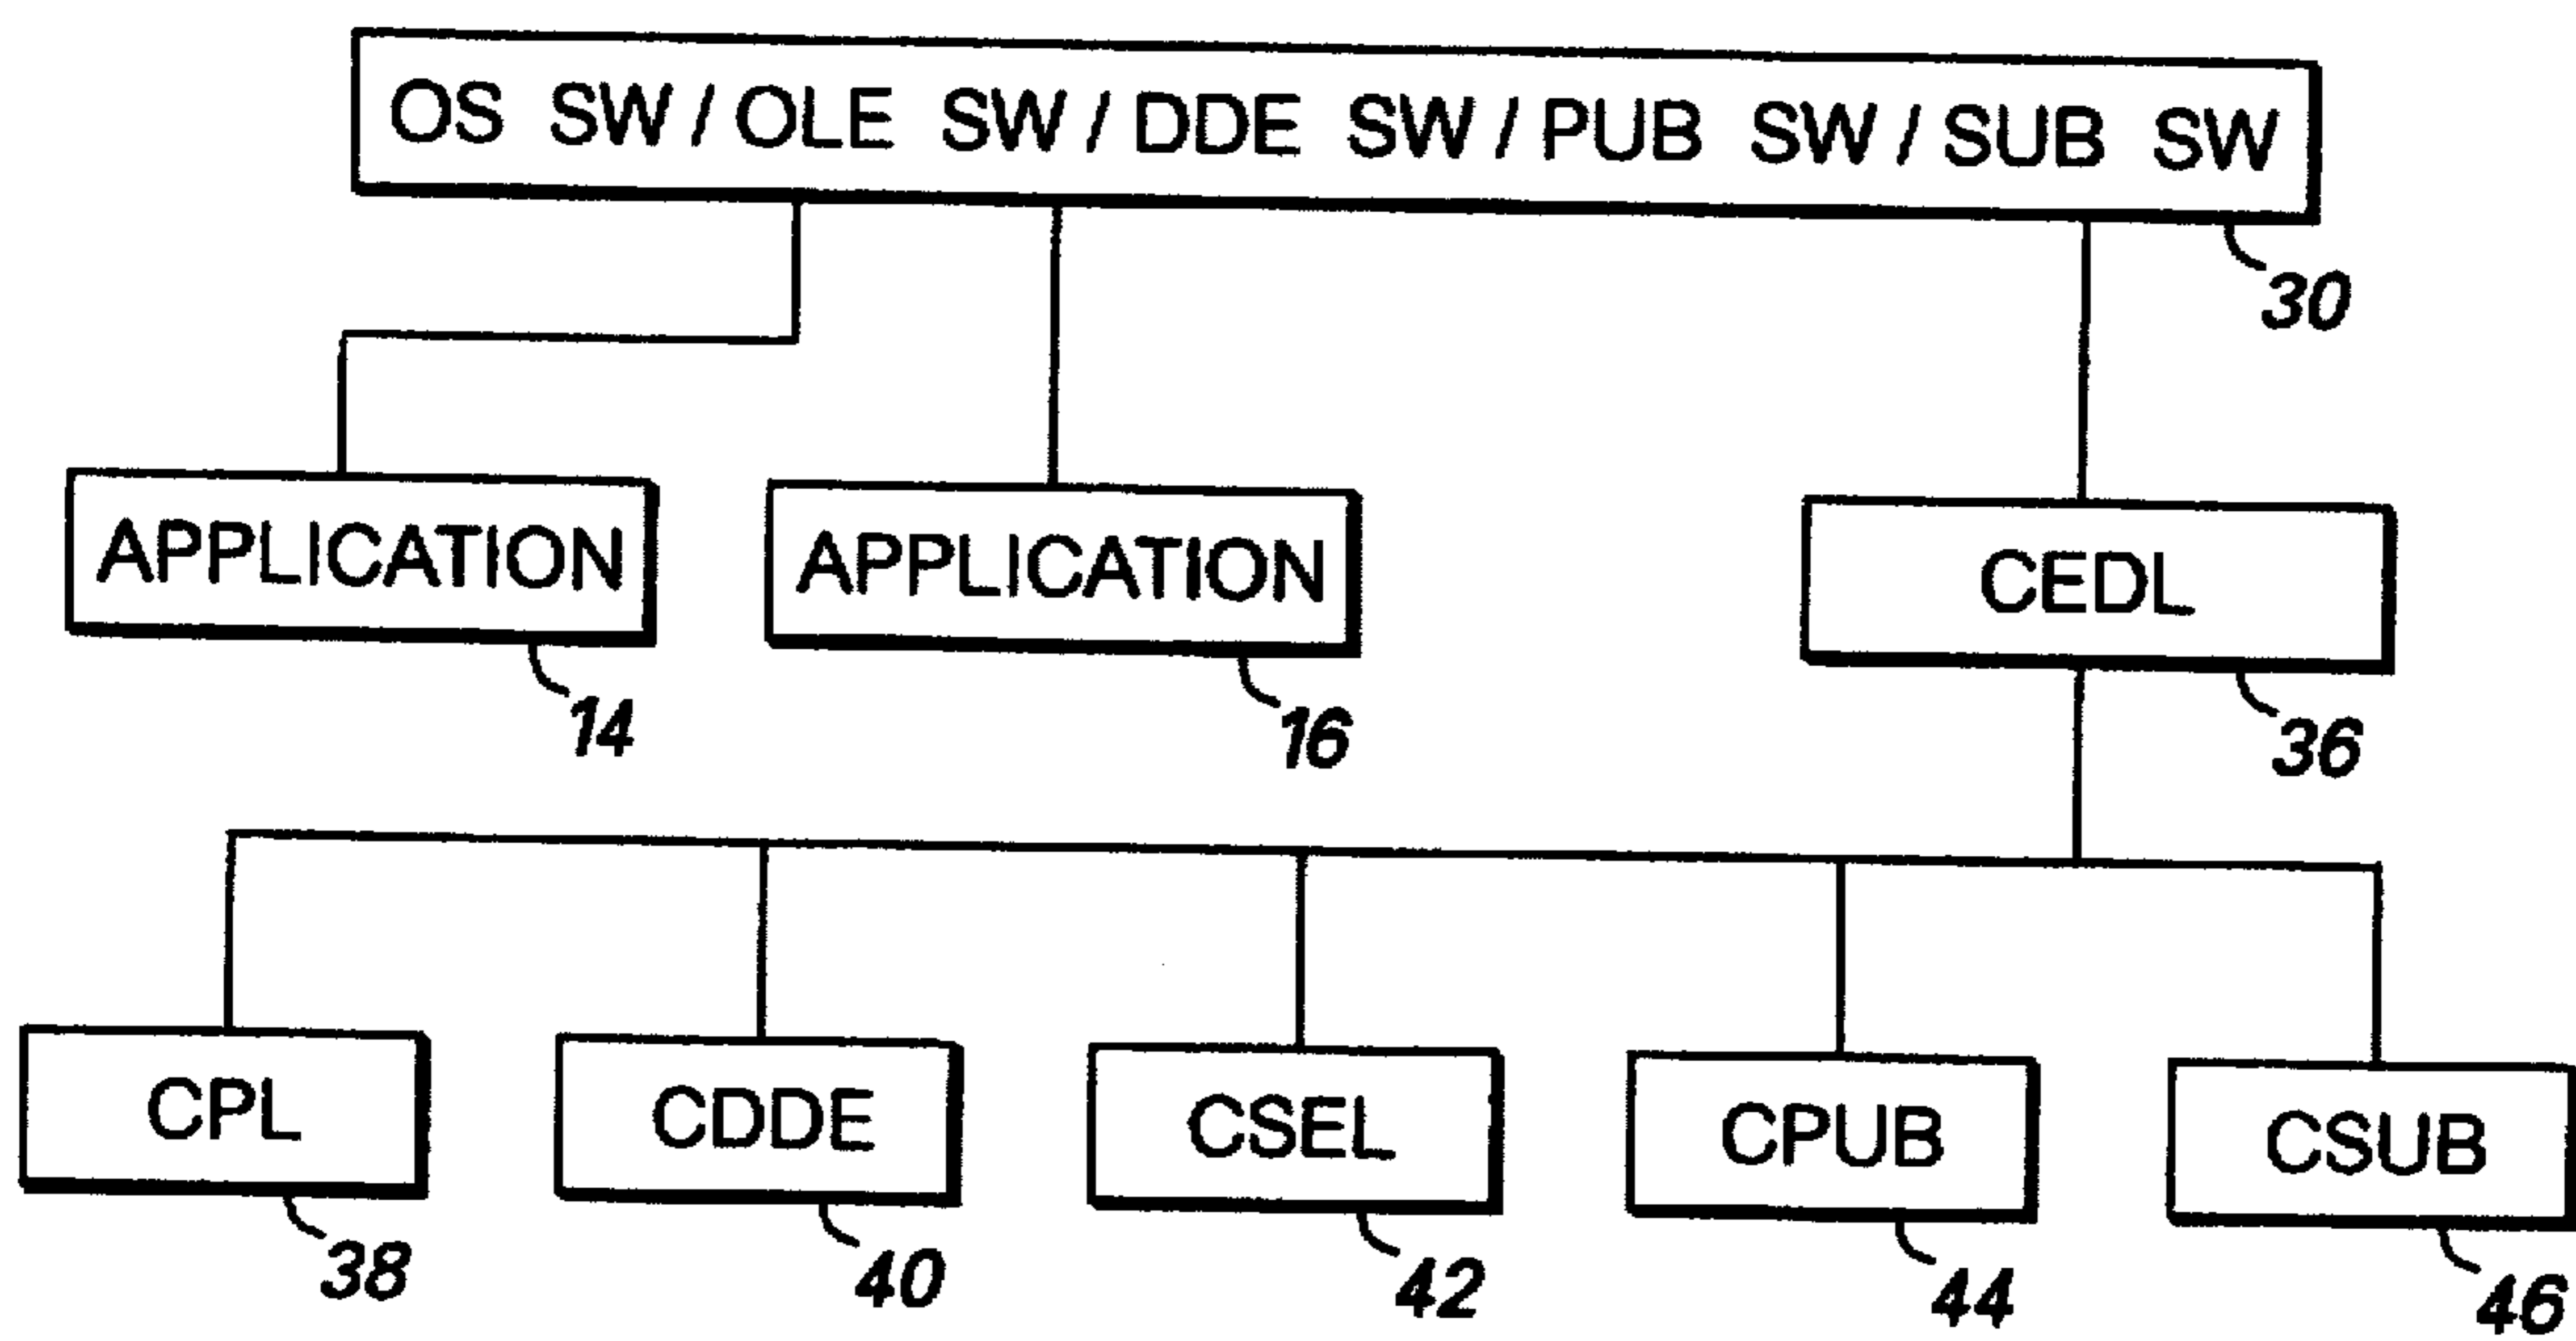 OS SW / OLE SW / DDE SW / PUB SW / SUB SW
30
APPLICATION APPLICATION CEDL
14 16 36
CPL CDDE CSEL CPUB CSUB
38 40 42 44 46